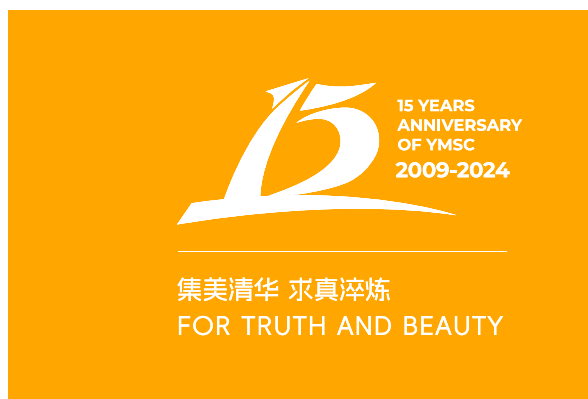 15
15 YEARS
ANNIVERSARY
OF YMSC
2009-2024
集美清华 求真淬炼
FOR TRUTH AND BEAUTY